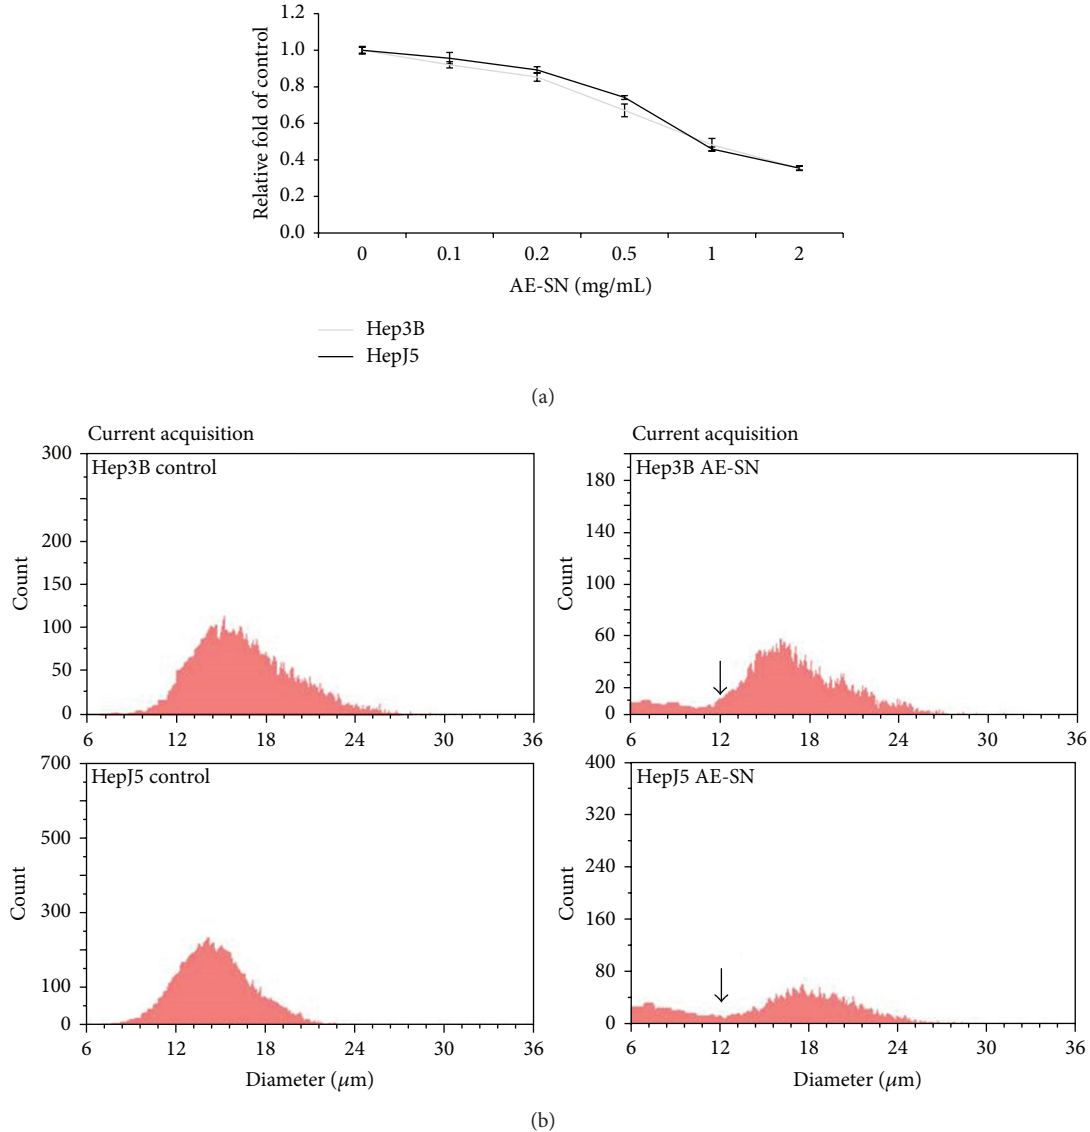 1.2
1.0
0.8
0.6
0.4
0.2
0.0
Relative fold of control
0 0.1 0.2 0.5 1 2
AE-SN (mg/mL)
Hep3B
HepJ5
(a)
Current acquisition
Hep3B control
300
200
150
100
50
0
Count
6 12 18 24 30 36
Current acquisition
Hep3B AE-SN
180
140
100
60
20
0
Count
6 12 18 24 30 36
HepJ5 control
700
500
300
100
0
Count
6 12 18 24 30 36
Diameter (μm)
HepJ5 AE-SN
400
320
240
160
80
0
Count
6 12 18 24 30 36
Diameter (μm)
(b)